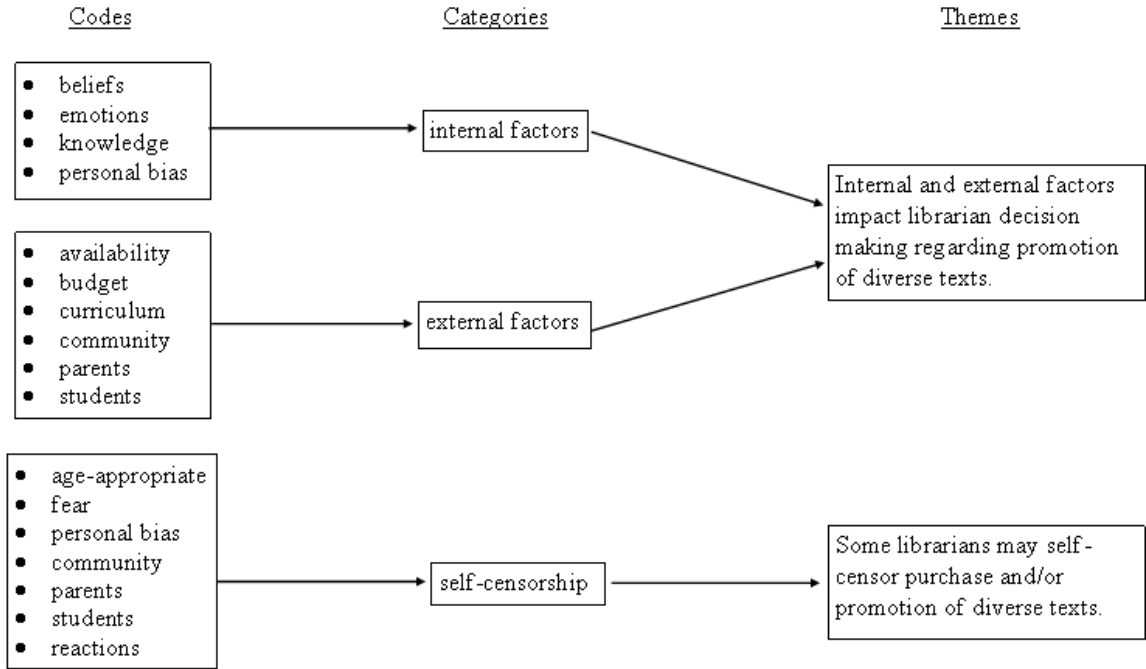 Codes
Categories
Themes
• beliefs
• emotions
• knowledge
• personal bias
internal factors
Internal and external factors
impact librarian decision
making regarding promotion
of diverse texts.
• availability
• budget
• curriculum
• community
• parents
• students
external factors
• age-appropriate
• fear
• personal bias
• community
• parents
• students
• reactions
self-censorship
Some librarians may self-
censor purchase and/or
promotion of diverse texts.